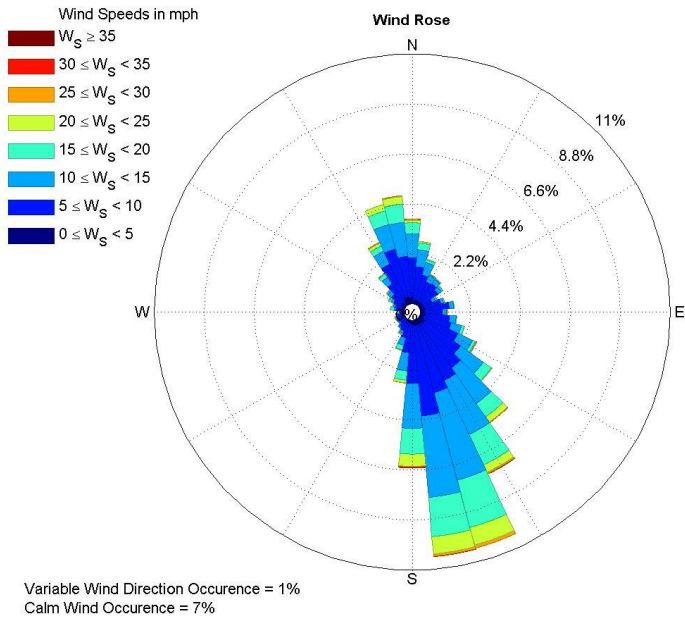 Wind Speeds in mph
W_S ≥ 35
30 ≤ W_S < 35
25 ≤ W_S < 30
20 ≤ W_S < 25
15 ≤ W_S < 20
10 ≤ W_S < 15
5 ≤ W_S < 10
0 ≤ W_S < 5
Wind Rose
N
11%
8.8%
6.6%
4.4%
2.2%
W
0%
E
S
Variable Wind Direction Occurence = 1%
Calm Wind Occurence = 7%